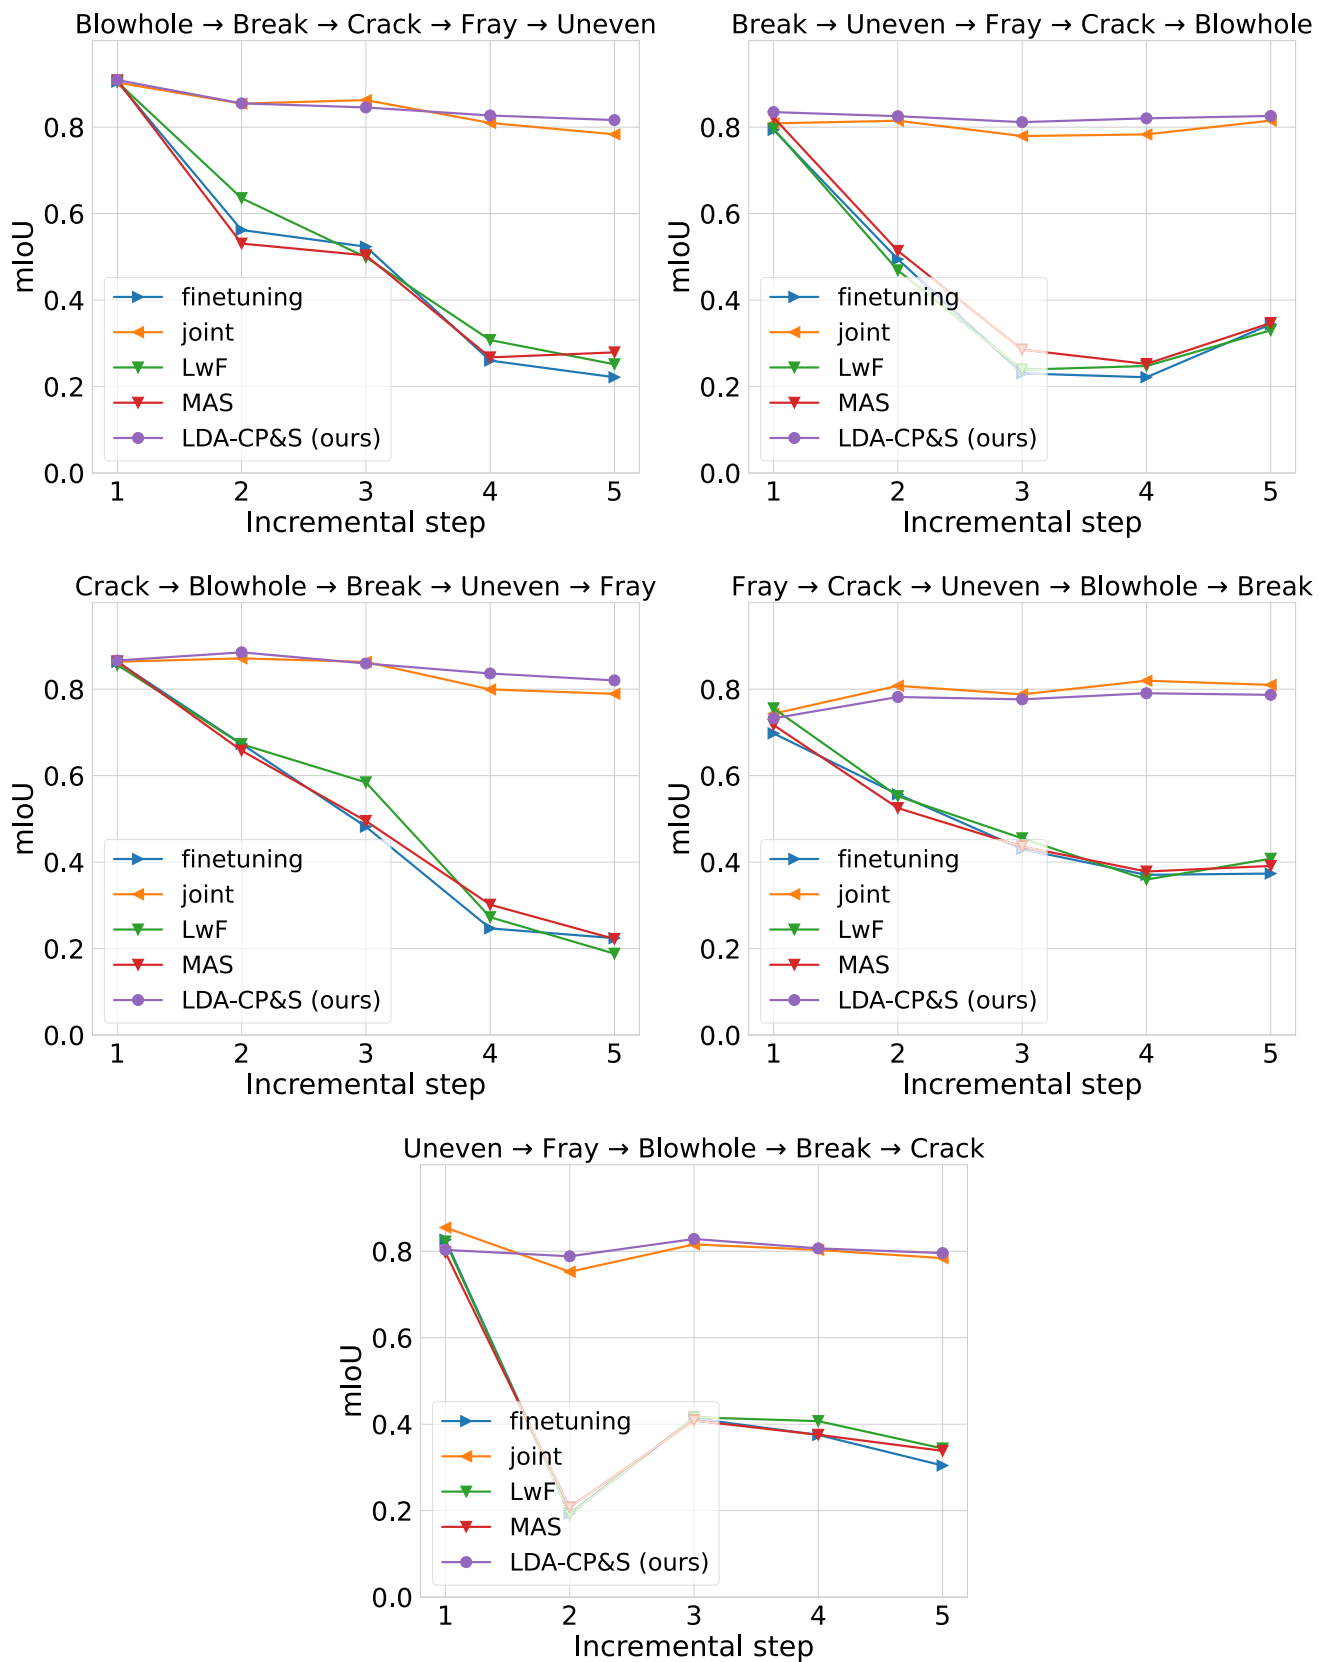 Blowhole → Break → Crack → Fray → Uneven
mIoU
0.8
0.6
0.4
0.2
0.0
finetuning
joint
LwF
MAS
LDA-CP&S (ours)
1 2 3 4 5
Incremental step
Break → Uneven → Fray → Crack → Blowhole
mIoU
0.8
0.6
0.4
0.2
0.0
finetuning
joint
LwF
MAS
LDA-CP&S (ours)
1 2 3 4 5
Incremental step
Crack → Blowhole → Break → Uneven → Fray
mIoU
0.8
0.6
0.4
0.2
0.0
finetuning
joint
LwF
MAS
LDA-CP&S (ours)
1 2 3 4 5
Incremental step
Fray → Crack → Uneven → Blowhole → Break
mIoU
0.8
0.6
0.4
0.2
0.0
finetuning
joint
LwF
MAS
LDA-CP&S (ours)
1 2 3 4 5
Incremental step
Uneven → Fray → Blowhole → Break → Crack
mIoU
0.8
0.6
0.4
0.2
0.0
finetuning
joint
LwF
MAS
LDA-CP&S (ours)
1 2 3 4 5
Incremental step